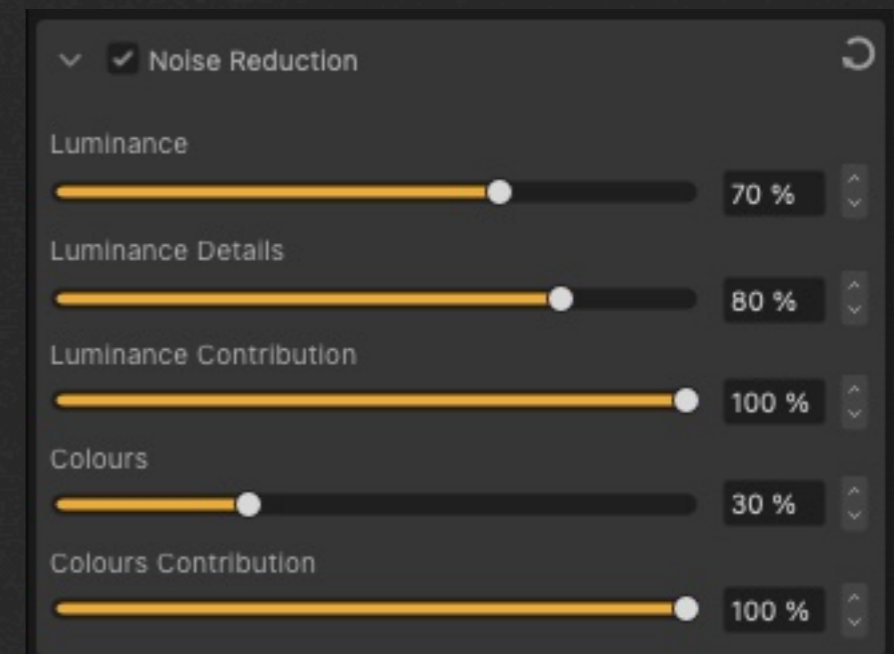 Noise Reduction
Luminance
70 %
Luminance Details
80 %
Luminance Contribution
100 %
Colours
30 %
Colours Contribution
100 %